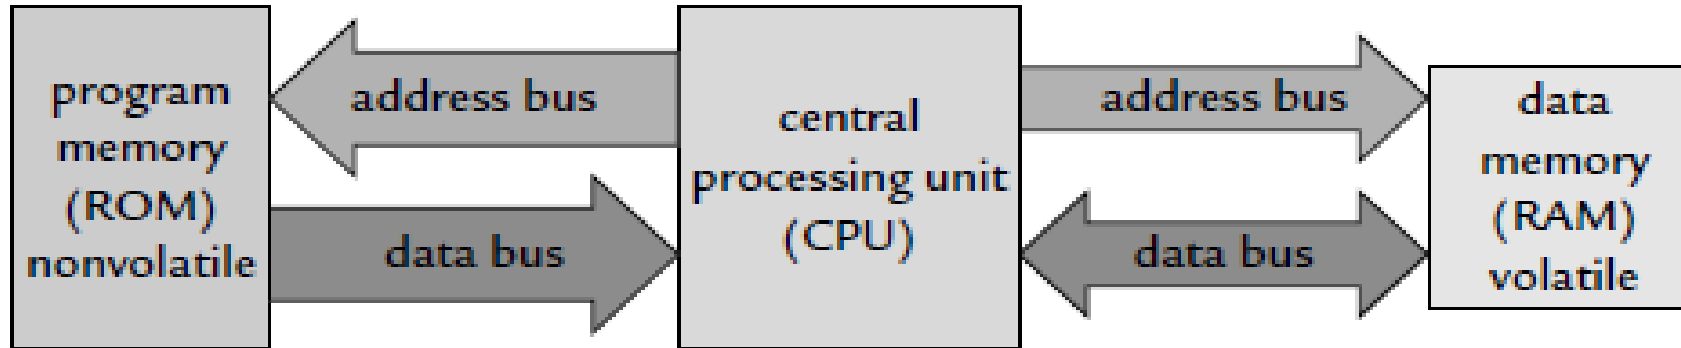 program
memory
(ROM)
nonvolatile
address bus
data bus
central
processing unit
(CPU)
address bus
data bus
data
memory
(RAM)
volatile